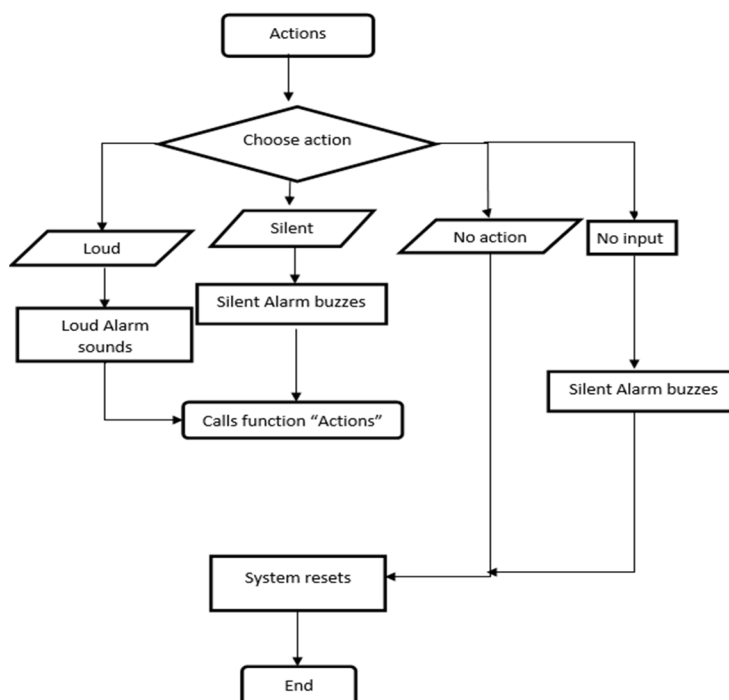 Actions
Choose action
Loud
Silent
No action
No input
Loud Alarm
sounds
Silent Alarm buzzes
Silent Alarm buzzes
Calls function “Actions”
System resets
End